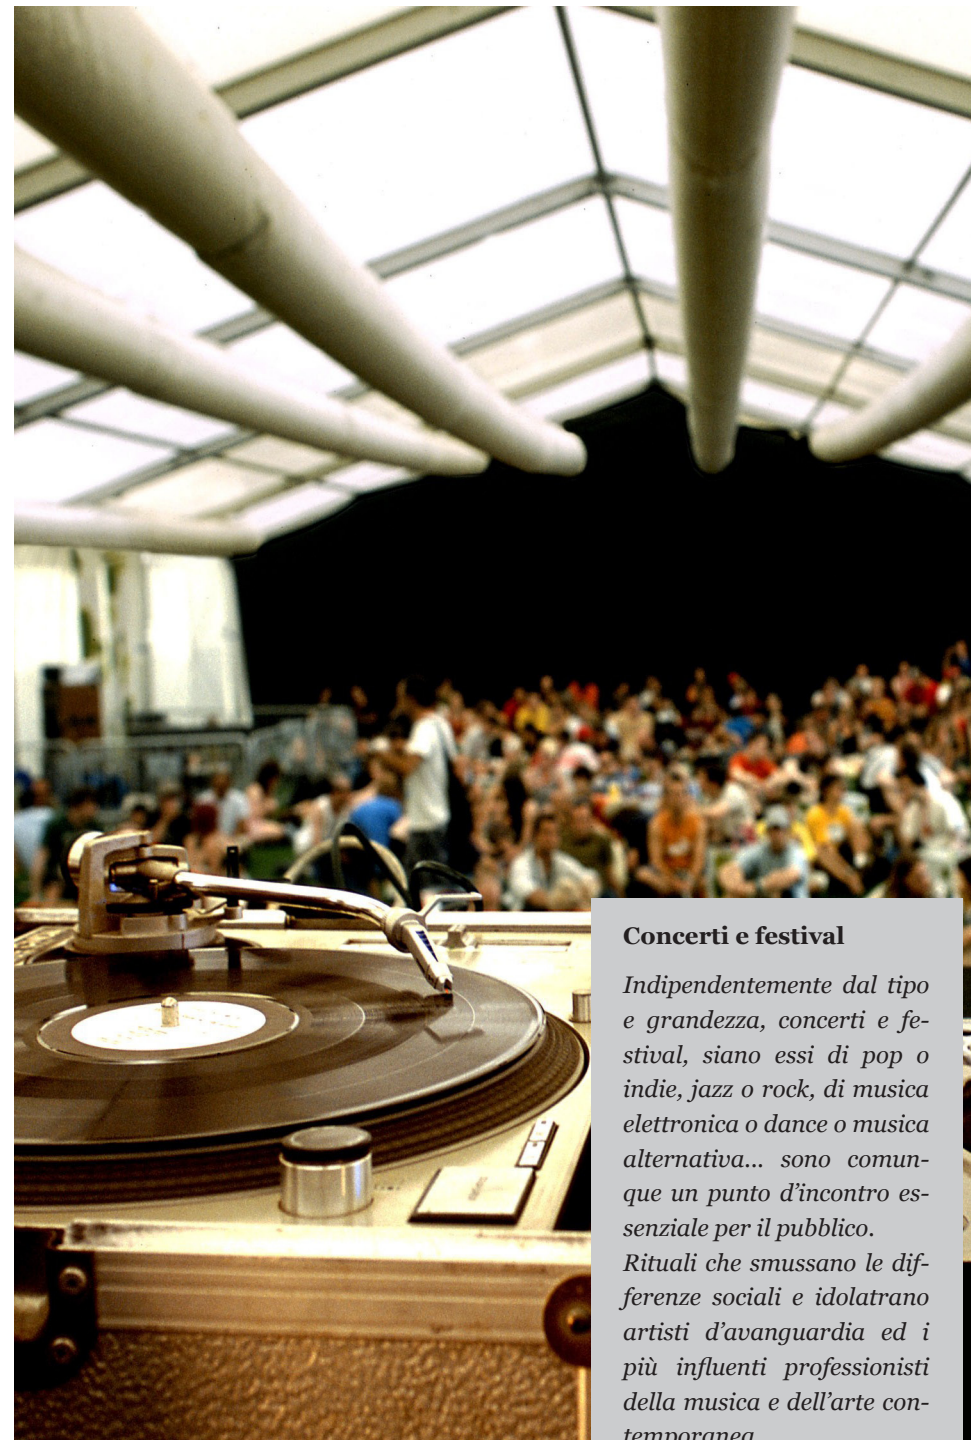 Concerti e festival
Indipendentemente dal tipo
e grandezza, concerti e fe-
stival, siano essi di pop o
indie, jazz o rock, di musica
elettronica o dance o musica
alternativa... sono comun-
que un punto d'incontro es-
senziale per il pubblico.
Rituali che smussano le dif-
ferenze sociali e idolatrano
artisti d'avanguardia ed i
più influenti professionisti
della musica e dell'arte con-
temporanea